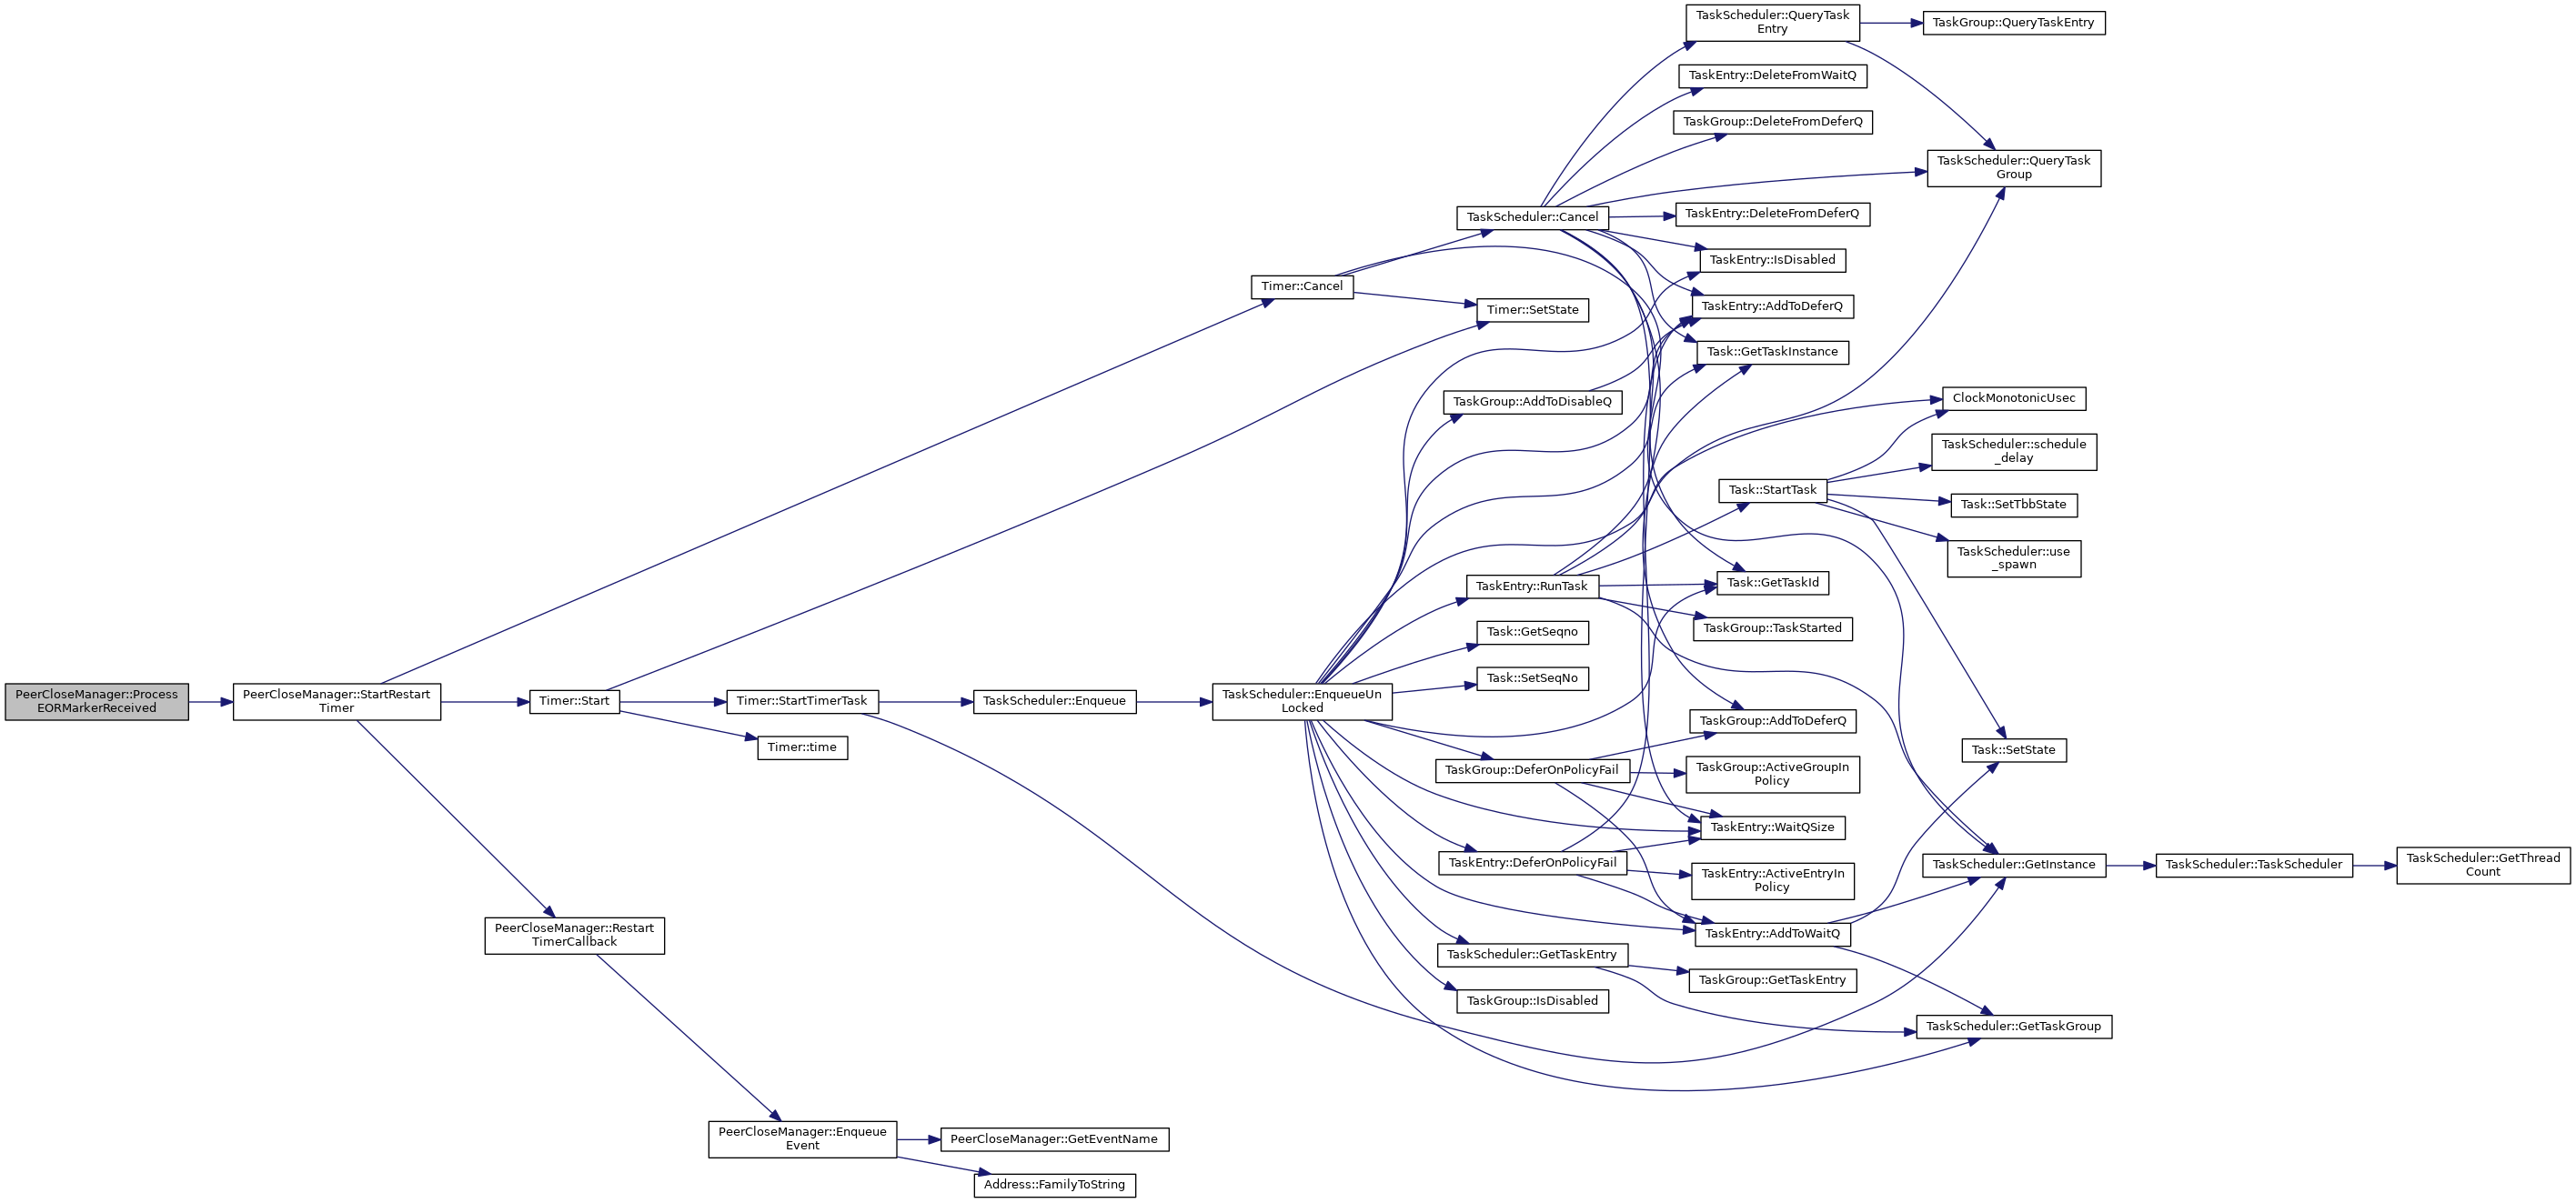 PeerCloseManager::Process
EORMarkerReceived
PeerCloseManager::StartRestart
Timer
Timer::Cancel
TaskScheduler::Cancel
TaskScheduler::QueryTask
Entry
TaskGroup::QueryTaskEntry
TaskEntry::DeleteFromWaitQ
TaskGroup::DeleteFromDeferQ
TaskScheduler::QueryTask
Group
TaskEntry::DeleteFromDeferQ
TaskEntry::IsDisabled
TaskEntry::AddToDeferQ
Timer::SetState
Task::GetTaskInstance
TaskGroup::AddToDisableQ
ClockMonotonicUsec
TaskScheduler::schedule
_delay
Task::StartTask
Task::SetTbbState
TaskScheduler::use
_spawn
TaskEntry::RunTask
Task::GetTaskId
TaskGroup::TaskStarted
Task::GetSeqno
Task::SetSeqNo
Timer::Start
Timer::StartTimerTask
TaskScheduler::Enqueue
TaskScheduler::EnqueueUn
Locked
Timer::time
TaskGroup::AddToDeferQ
Task::SetState
TaskGroup::DeferOnPolicyFail
TaskGroup::ActiveGroupIn
Policy
TaskEntry::WaitQSize
TaskEntry::DeferOnPolicyFail
TaskEntry::ActiveEntryIn
Policy
TaskScheduler::GetInstance
TaskScheduler::TaskScheduler
TaskScheduler::GetThread
Count
TaskEntry::AddToWaitQ
TaskScheduler::GetTaskEntry
TaskGroup::GetTaskEntry
TaskGroup::IsDisabled
TaskScheduler::GetTaskGroup
PeerCloseManager::Restart
TimerCallback
PeerCloseManager::Enqueue
Event
PeerCloseManager::GetEventName
Address::FamilyToString